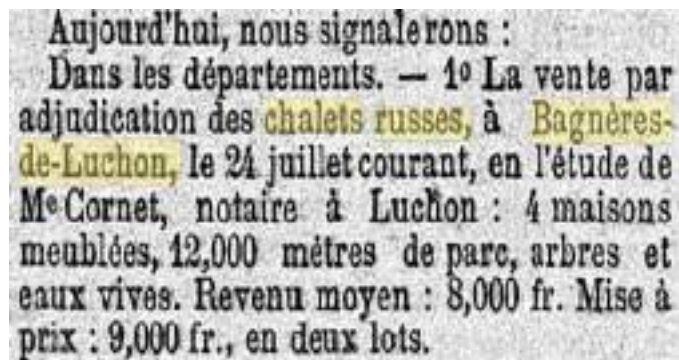 Aujourd'hui, nous signalerons :
Dans les départements. — 1º La vente par
adjudication des chalets russes, à Bagnères-
de-Luchon, le 24 juillet courant, en l'étude de
Mᵉ Cornet, notaire à Luchon : 4 maisons
meublées, 12,000 mètres de parc, arbres et
eaux vives. Revenu moyen : 8,000 fr. Mise à
prix : 9,000 fr., en deux lots.